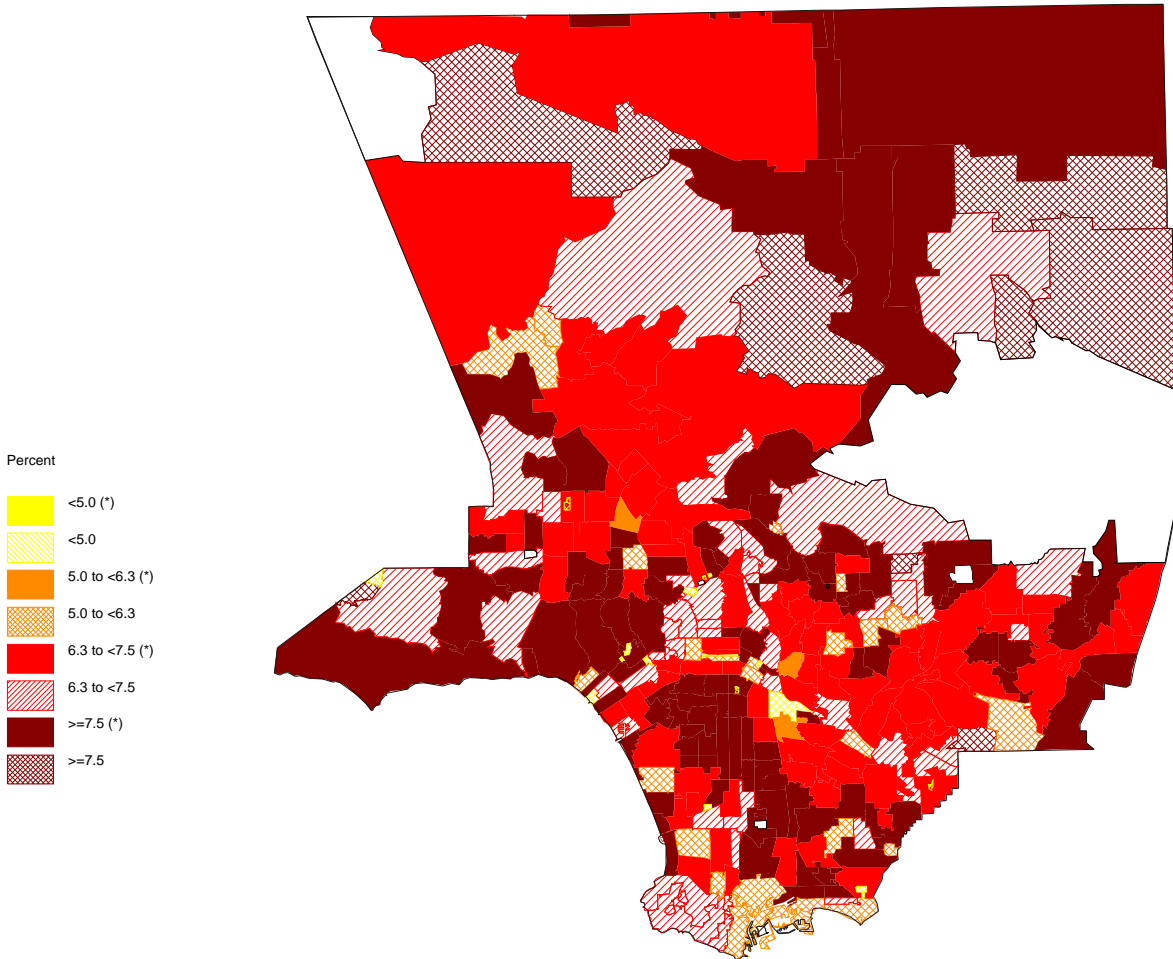 Percent
<5.0 (*)
<5.0
5.0 to <6.3 (*)
5.0 to <6.3
6.3 to <7.5 (*)
6.3 to <7.5
>=7.5 (*)
>=7.5